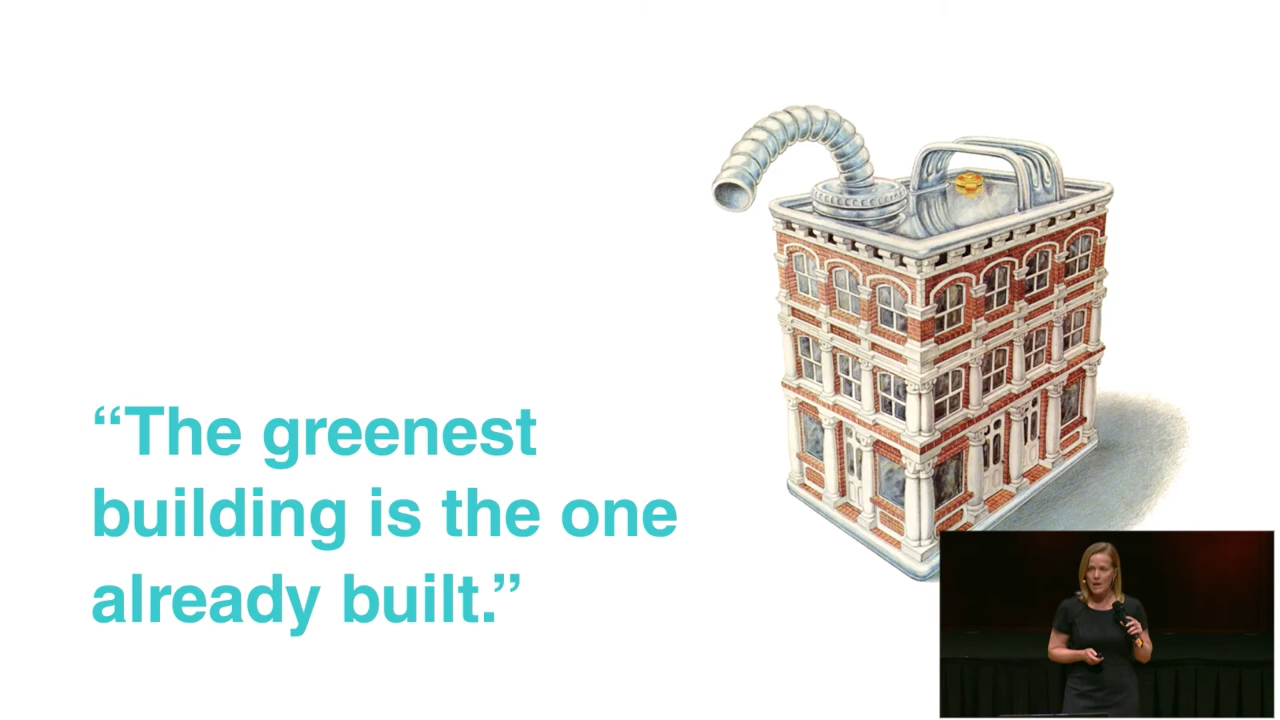 “The greenest
building is the one
already built.”